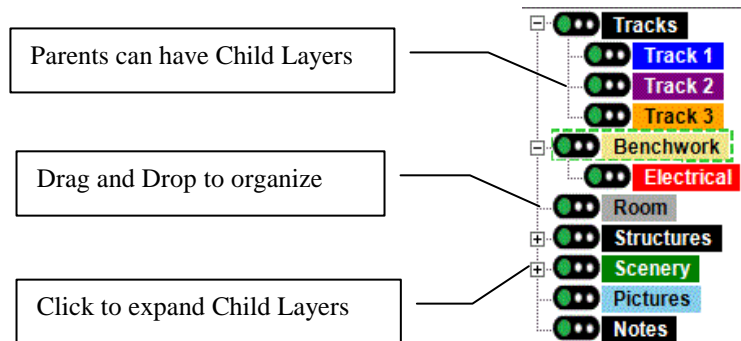 Parents can have Child Layers
Drag and Drop to organize
Click to expand Child Layers
Tracks
Track 1
Track 2
Track 3
Benchwork
Electrical
Room
Structures
Scenery
Pictures
Notes